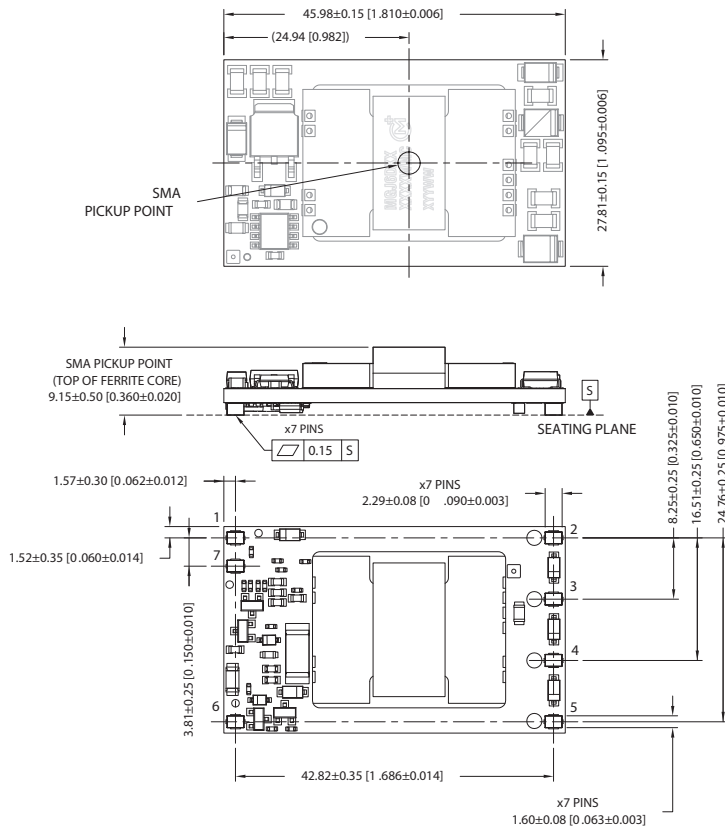 45.98±0.15 [1.810±0.006]
(24.94 [0.982])
27.81±0.15 [1.095±0.006]
SMA
PICKUP POINT
SMA PICKUP POINT
(TOP OF FERRITE CORE)
9.15±0.50 [0.360±0.020]
S
SEATING PLANE
x7 PINS
0.15 S
1.57±0.30 [0.062±0.012]
x7 PINS
2.29±0.08 [0 .090±0.003]
8.25±0.25 [0.325±0.010]
16.51±0.25 [0.650±0.010]
24.76±0.25 [0.975±0.010]
1
2
1.52±0.35 [0.060±0.014]
7
3
3.81±0.25 [0.150±0.010]
4
6
5
42.82±0.35 [1 .686±0.014]
x7 PINS
1.60±0.08 [0.063±0.003]